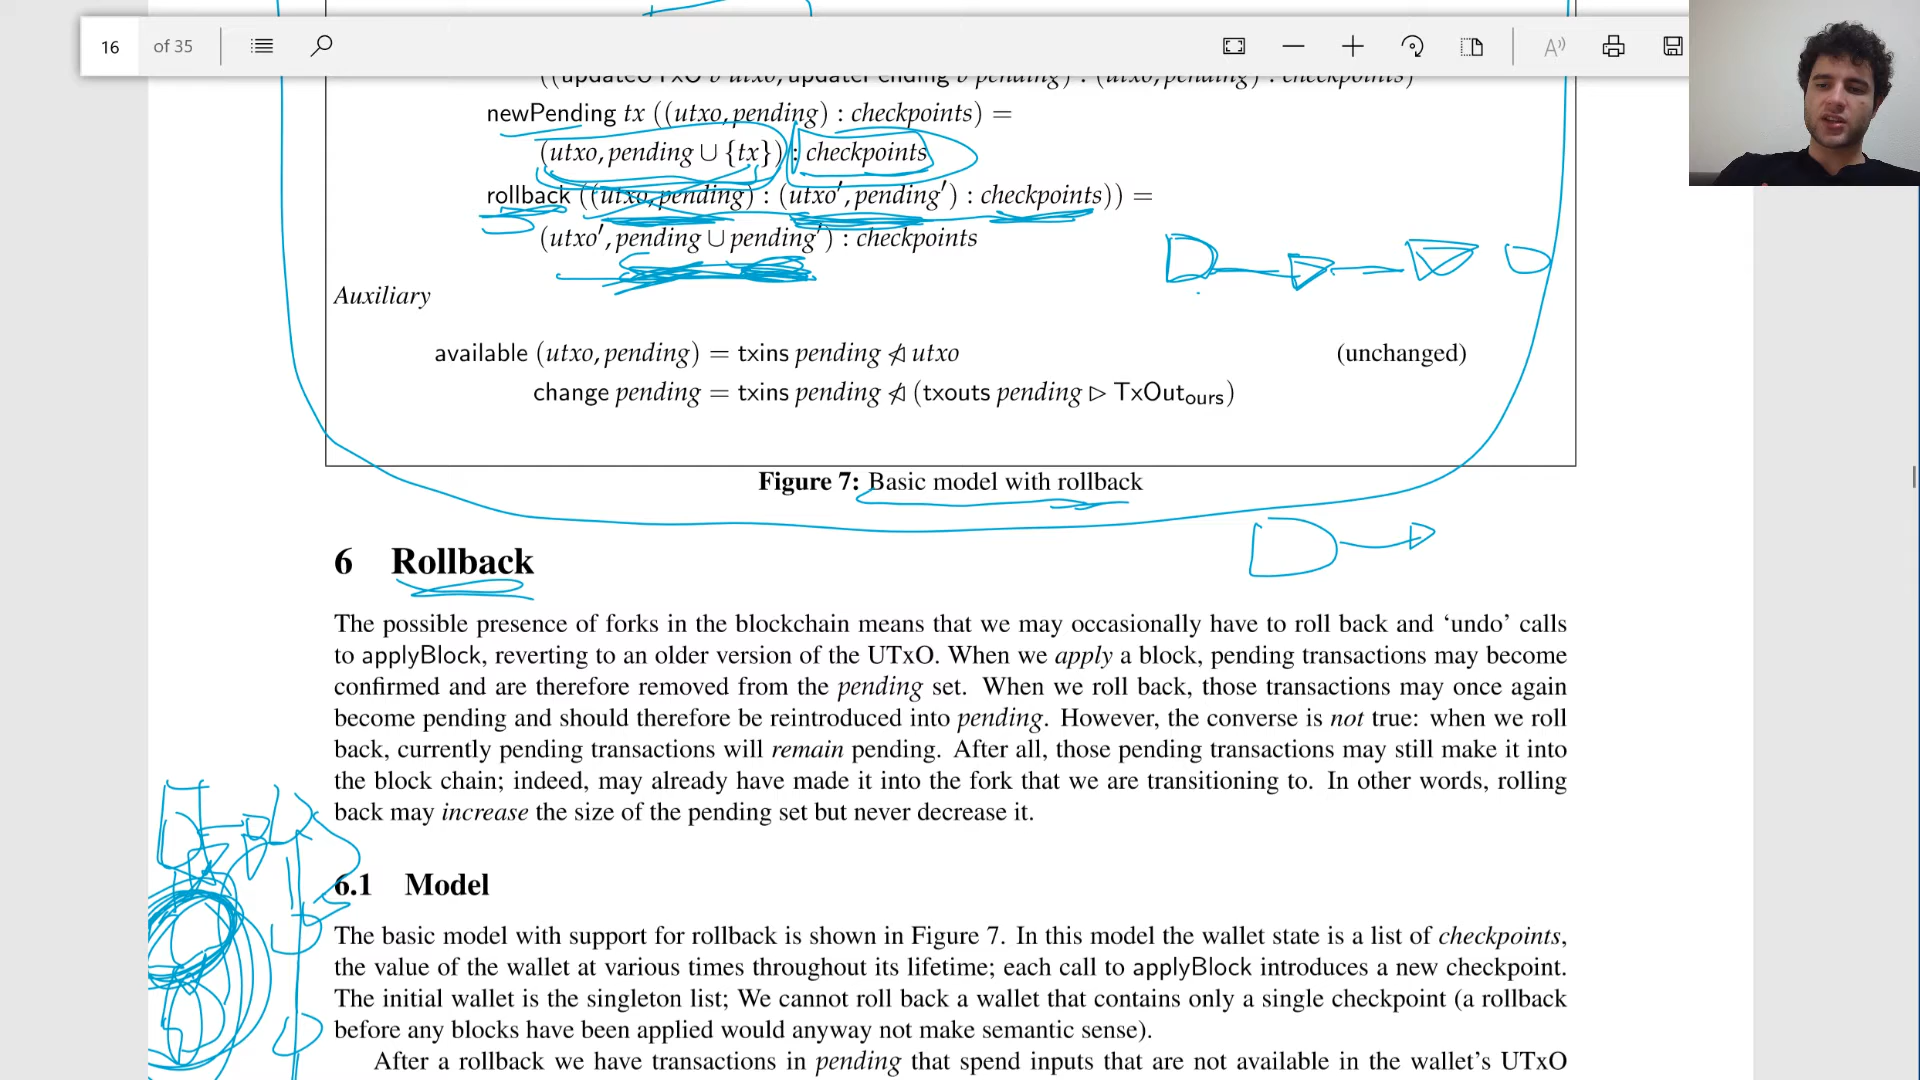 16 of 35
((updateUTxO b utxo, updatePending b pending) : (utxo, pending) : checkpoints)
newPending tx ((utxo, pending) : checkpoints) =
(utxo, pending ∪ {tx}) : checkpoints
rollback ((utxo, pending) : (utxo′, pending′) : checkpoints)) =
(utxo′, pending ∪ pending′) : checkpoints
Auxiliary
available (utxo, pending) = txins pending ⋪ utxo (unchanged)
change pending = txins pending ⋪ (txouts pending ▷ TxOutours)
Figure 7: Basic model with rollback
6 Rollback
The possible presence of forks in the blockchain means that we may occasionally have to roll back and ‘undo’ calls
to applyBlock, reverting to an older version of the UTxO. When we apply a block, pending transactions may become
confirmed and are therefore removed from the pending set. When we roll back, those transactions may once again
become pending and should therefore be reintroduced into pending. However, the converse is not true: when we roll
back, currently pending transactions will remain pending. After all, those pending transactions may still make it into
the block chain; indeed, may already have made it into the fork that we are transitioning to. In other words, rolling
back may increase the size of the pending set but never decrease it.
6.1 Model
The basic model with support for rollback is shown in Figure 7. In this model the wallet state is a list of checkpoints,
the value of the wallet at various times throughout its lifetime; each call to applyBlock introduces a new checkpoint.
The initial wallet is the singleton list; We cannot roll back a wallet that contains only a single checkpoint (a rollback
before any blocks have been applied would anyway not make semantic sense).
After a rollback we have transactions in pending that spend inputs that are not available in the wallet’s UTxO